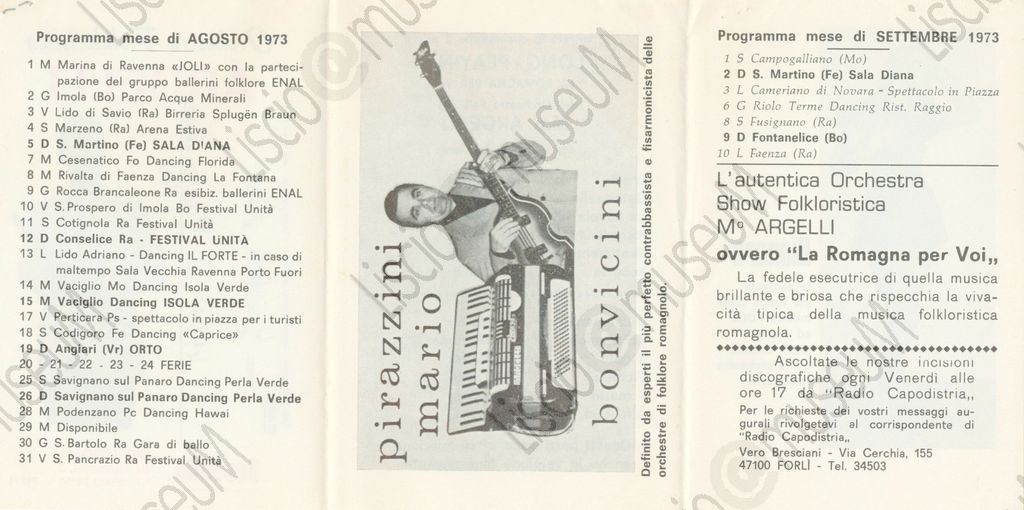 Programma mese di AGOSTO 1973
1 M Marina di Ravenna «JOLI» con la parteci-
pazione del gruppo ballerini folklore ENAL
2 G Imola (Bo) Parco Acque Minerali
3 V Lido di Savio (Ra) Birreria Splugën Braun
4 S Marzeno (Ra) Arena Estiva
5 D S. Martino (Fe) SALA D'ANA
7 M Cesenatico Fo Dancing Florida
8 M Rivalta di Faenza Dancing La Fontana
9 G Rocca Brancaleone Ra esibiz. ballerini ENAL
10 V S. Prospero di Imola Bo Festival Unità
11 S Cotignola Ra Festival Unità
12 D Conselice Ra - FESTIVAL UNITÀ
13 L Lido Adriano - Dancing IL FORTE - in caso di
maltempo Sala Vecchia Ravenna Porto Fuori
14 M Vaciglio Mo Dancing Isola Verde
15 M Vaciglio Dancing ISOLA VERDE
17 V Perticara Ps - spettacolo in piazza per i turisti
18 S Codigoro Fe Dancing «Caprice»
19 D Angiari (Vr) ORTO
20 - 21 - 22 - 23 - 24 FERIE
25 S Savignano sul Panaro Dancing Perla Verde
26 D Savignano sul Panaro Dancing Perla Verde
28 M Podenzano Pc Dancing Hawai
29 M Disponibile
30 G S. Bartolo Ra Gara di ballo
31 V S. Pancrazio Ra Festival Unità
pirazzini
mario
bonvicini
Definito da esperti il più perfetto contrabbassista e fisarmonicista delle
orchestre di folklore romagnolo.
Programma mese di SETTEMBRE 1973
1 S Campogalliano (Mo)
2 D S. Martino (Fe) Sala Diana
3 L Cameriano di Novara - Spettacolo in Piazza
6 G Riolo Terme Dancing Rist. Raggio
8 S Fusignano (Ra)
9 D Fontanelice (Bo)
10 L Faenza (Ra)
L'autentica Orchestra
Show Folkloristica
Mº ARGELLI
ovvero "La Romagna per Voi„
La fedele esecutrice di quella musica
brillante e briosa che rispecchia la viva-
cità tipica della musica folkloristica
romagnola.
Ascoltate le nostre incisioni
discografiche ogni Venerdì alle
ore 17 da "Radio Capodistria„
Per le richieste dei vostri messaggi au-
gurali rivolgetevi al corrispondente di
"Radio Capodistria„
Vero Bresciani - Via Cerchia, 155
47100 FORLÌ - Tel. 34503
Liscio@museuM